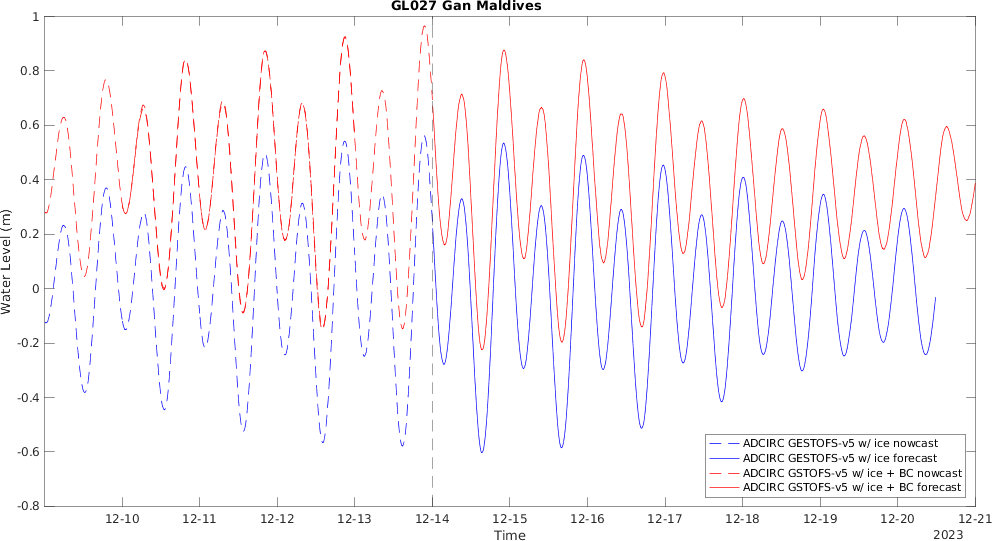 GL027 Gan Maldives
1
0.8
0.6
0.4
0.2
0
-0.2
-0.4
-0.6
-0.8
Water Level (m)
ADCIRC GESTOFS-v5 w/ ice nowcast
ADCIRC GESTOFS-v5 w/ ice forecast
ADCIRC GSTOFS-v5 w/ ice + BC nowcast
ADCIRC GSTOFS-v5 w/ ice + BC forecast
12-10 12-11 12-12 12-13 12-14 12-15 12-16 12-17 12-18 12-19 12-20 12-21
Time
2023